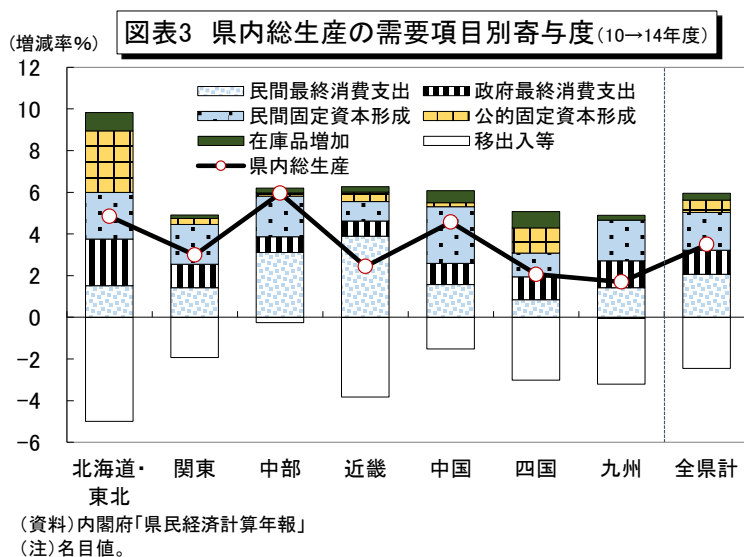 図表3 県内総生産の需要項目別寄与度(10→14年度)
(増減率%)
12
10
8
6
4
2
0
-2
-4
-6
民間最終消費支出
政府最終消費支出
民間固定資本形成
公的固定資本形成
在庫品増加
移出入等
県内総生産
北海道・
東北
関東
中部
近畿
中国
四国
九州
全県計
(資料)内閣府「県民経済計算年報」
(注)名目値。